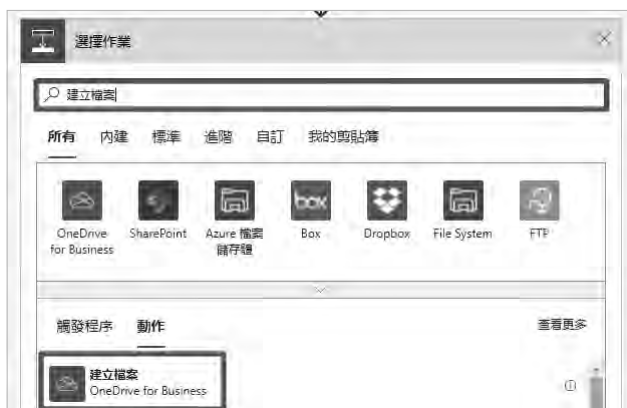 選擇作業
建立檔案
所有 內建 標準 進階 自訂 我的剪貼簿
box
OneDrive for Business
SharePoint
Azure 檔案儲存體
Box
Dropbox
File System
FTP
觸發程序 動作 查看更多
建立檔案
OneDrive for Business